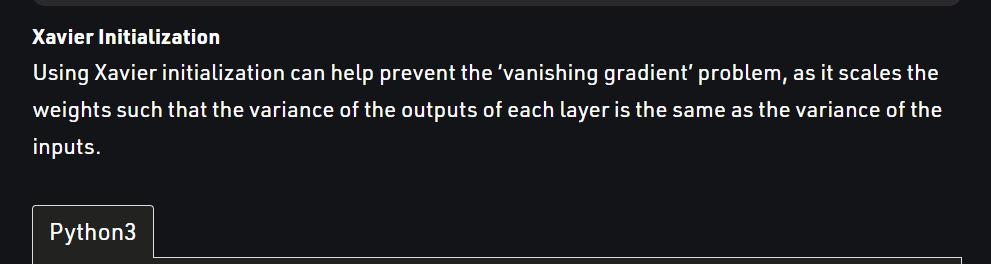 Xavier Initialization
Using Xavier initialization can help prevent the ‘vanishing gradient’ problem, as it scales the
weights such that the variance of the outputs of each layer is the same as the variance of the
inputs.
Python3